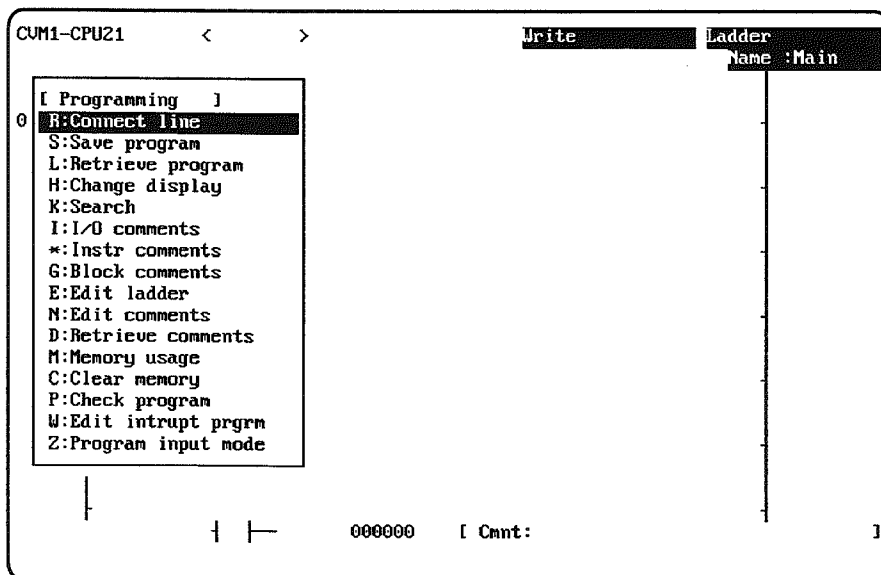 CVM1-CPU21 < > Write Ladder
Name :Main
[ Programming ]
0 R:Connect line
S:Save program
L:Retrieve program
H:Change display
K:Search
I:I/O comments
*:Instr comments
G:Block comments
E:Edit ladder
N:Edit comments
D:Retrieve comments
M:Memory usage
C:Clear memory
P:Check program
W:Edit intrupt prgrm
Z:Program input mode
000000 [ Cmnt: ]